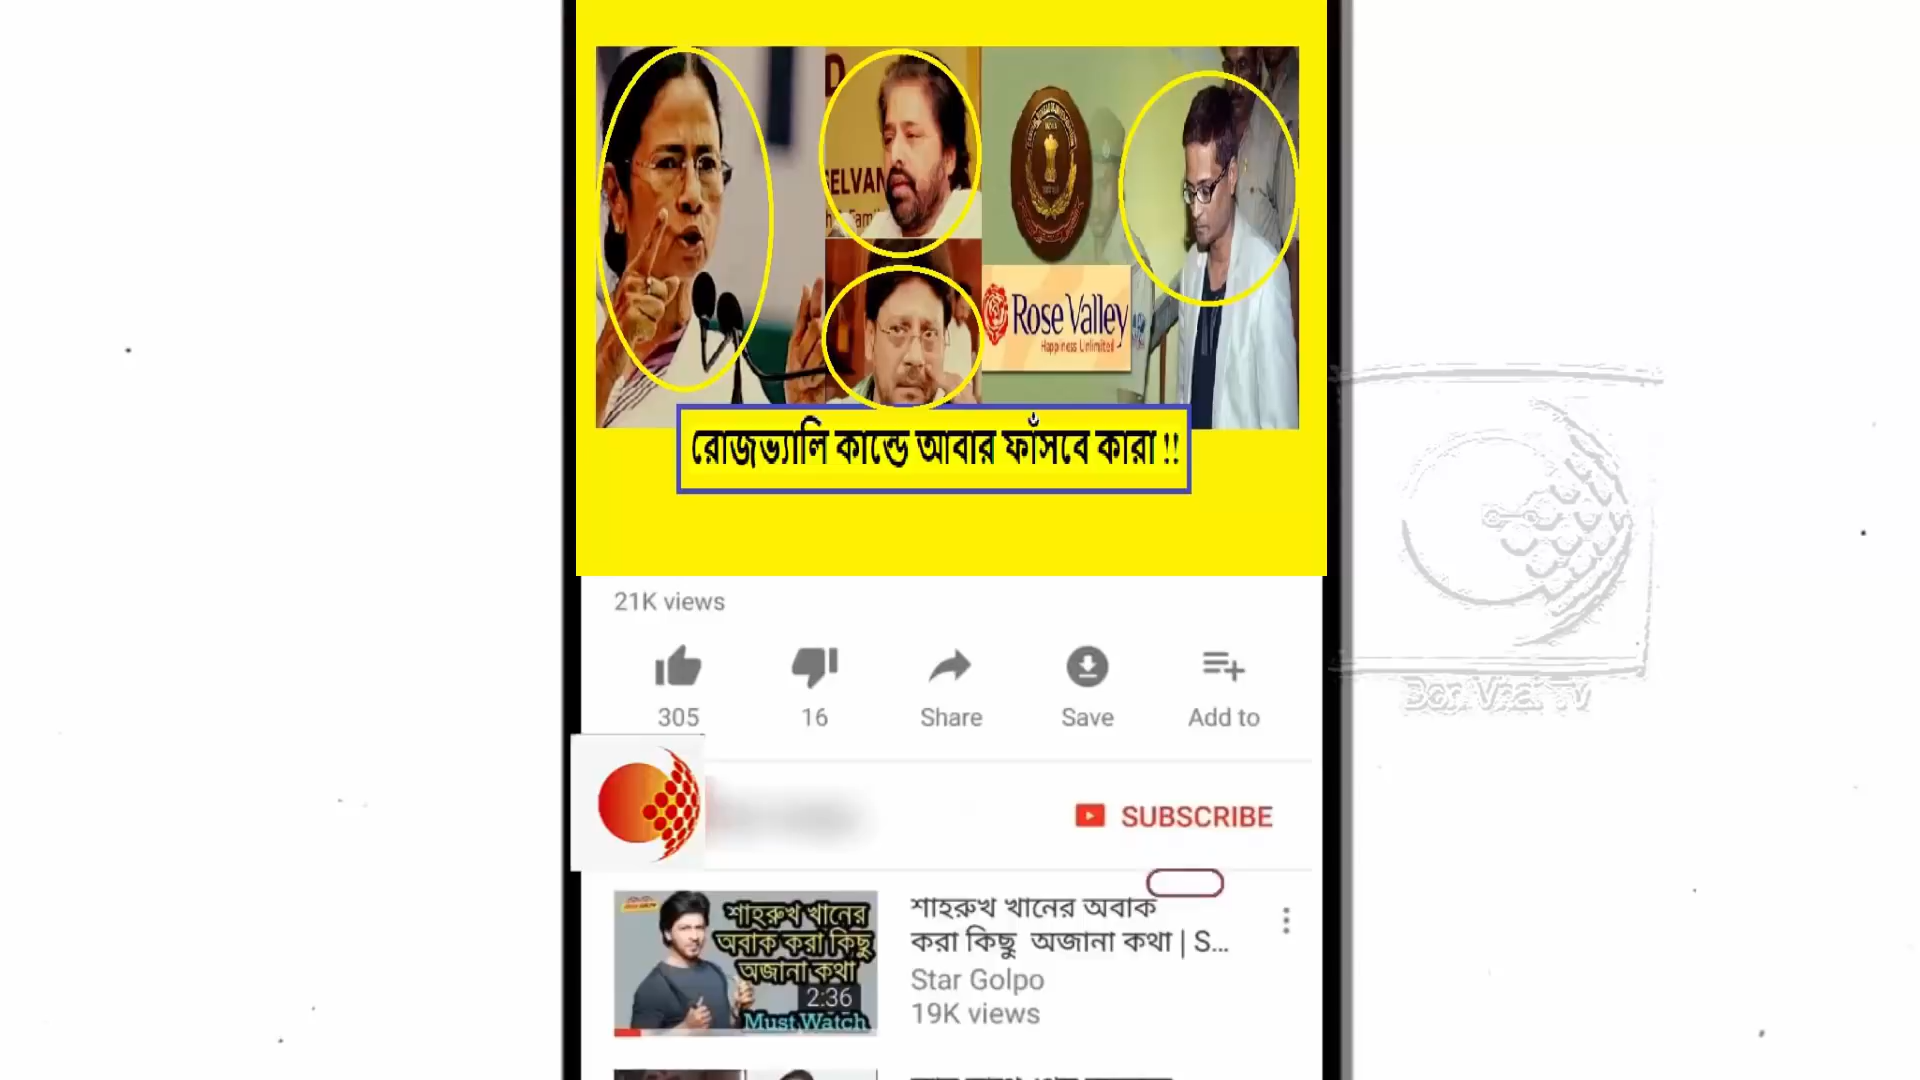 D
SELVAN
Rose Valley
Happiness Unlimited
রোজভ্যালি কান্ডে আবার ফাঁসবে কারা !!
21K views
305
16
Share
Save
Add to
SUBSCRIBE
শাহরুখ খানের
অবাক করা কিছু
অজানা কথা
2:36
Must Watch
শাহরুখ খানের অবাক
করা কিছু অজানা কথা | S...
Star Golpo
19K views